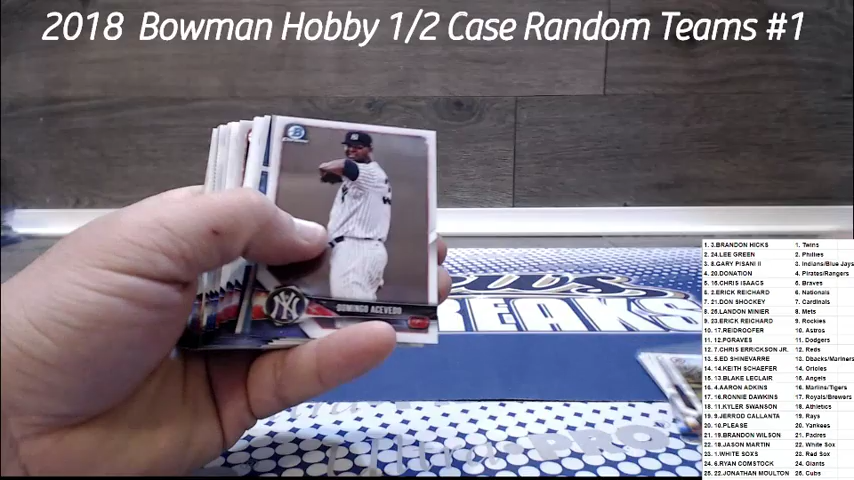 2018 Bowman Hobby 1/2 Case Random Teams #1
DOMINGO ACEVEDO
BREAKS
PRO
1. 3.BRANDON HICKS 1. Twins
2. 24.LEE GREEN 2. Phillies
3. 8.GARY PISANI II 3. Indians/Blue Jays
4. 20.DONATION 4. Pirates/Rangers
5. 16.CHRIS ISAACS 5. Braves
6. 2.ERICK REICHARD 6. Nationals
7. 21.DON SHOCKEY 7. Cardinals
8. 26.LANDON MINIER 8. Mets
9. 23.ERICK REICHARD 9. Rockies
10. 17.REIDROOFER 10. Astros
11. 12.PGRAVES 11. Dodgers
12. 7.CHRIS ERRICKSON JR. 12. Reds
13. 5.ED SHINEVARRE 13. Dbacks/Mariners
14. 14.KEITH SCHAEFER 14. Orioles
15. 13.BLAKE LECLAIR 15. Angels
16. 4.AARON ADKINS 16. Marlins/Tigers
17. 16.RONNIE DAWKINS 17. Royals/Brewers
18. 11.KYLER SWANSON 18. Athletics
19. 9.JERROD CALLANTA 19. Rays
20. 10.PLEASE 20. Yankees
21. 19.BRANDON WILSON 21. Padres
22. 18.JASON MARTIN 22. White Sox
23. 1.WHITE SOXS 23. Red Sox
24. 6.RYAN COMSTOCK 24. Giants
25. 22.JONATHAN MOULTON 25. Cubs